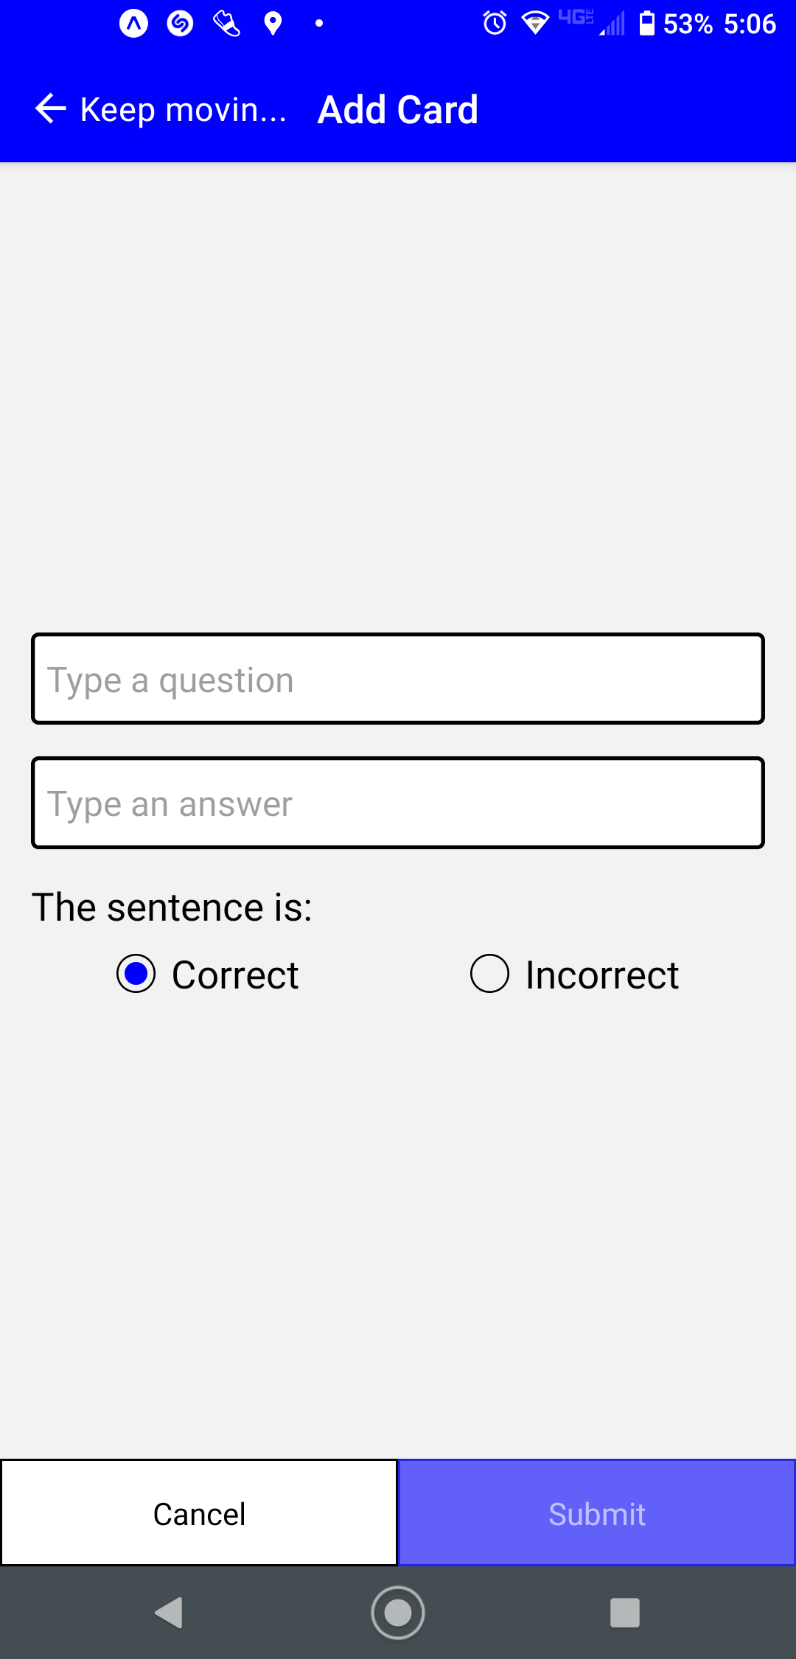 4G LTE 53% 5:06
Keep movin... Add Card
Type a question
Type an answer
The sentence is:
Correct Incorrect
Cancel Submit